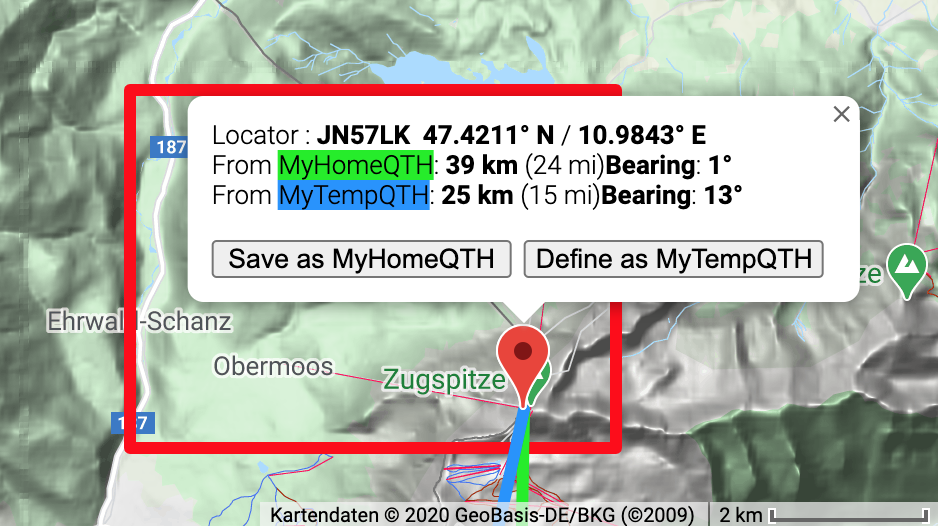 187
Locator : JN57LK 47.4211° N / 10.9843° E
From MyHomeQTH: 39 km (24 mi)Bearing: 1°
From MyTempQTH: 25 km (15 mi)Bearing: 13°
Save as MyHomeQTH Define as MyTempQTH
ze
Ehrwald-Schanz
Obermoos
Zugspitze
187
Kartendaten © 2020 GeoBasis-DE/BKG (©2009) 2 km